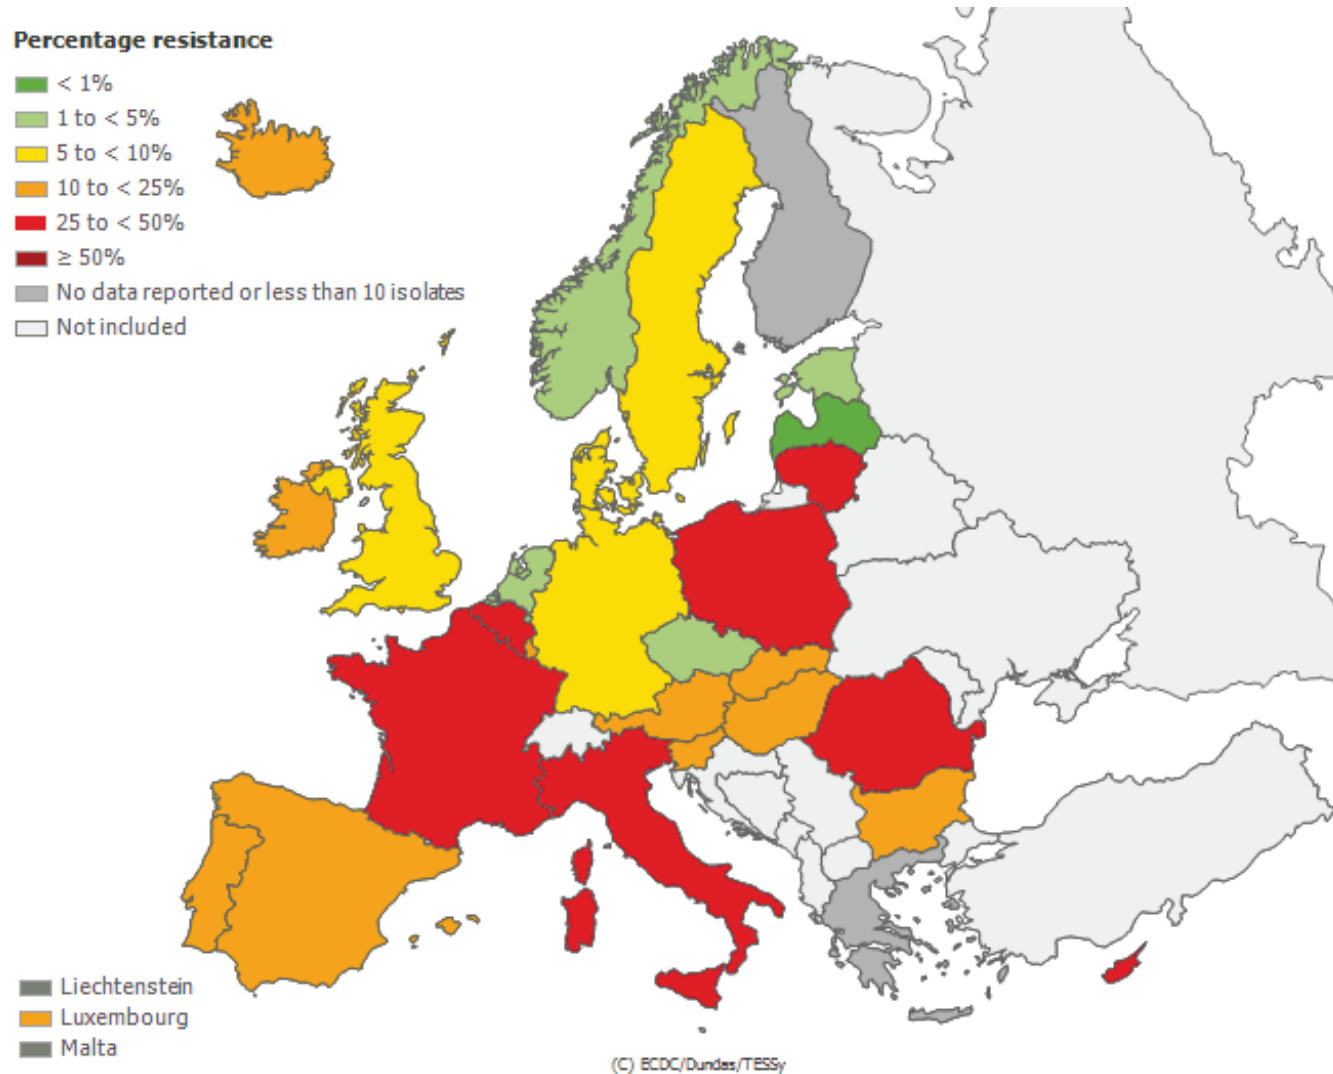 Percentage resistance
< 1%
1 to < 5%
5 to < 10%
10 to < 25%
25 to < 50%
≥ 50%
No data reported or less than 10 isolates
Not included
Liechtenstein
Luxembourg
Malta
(C) ECDC/Dundas/TESSy